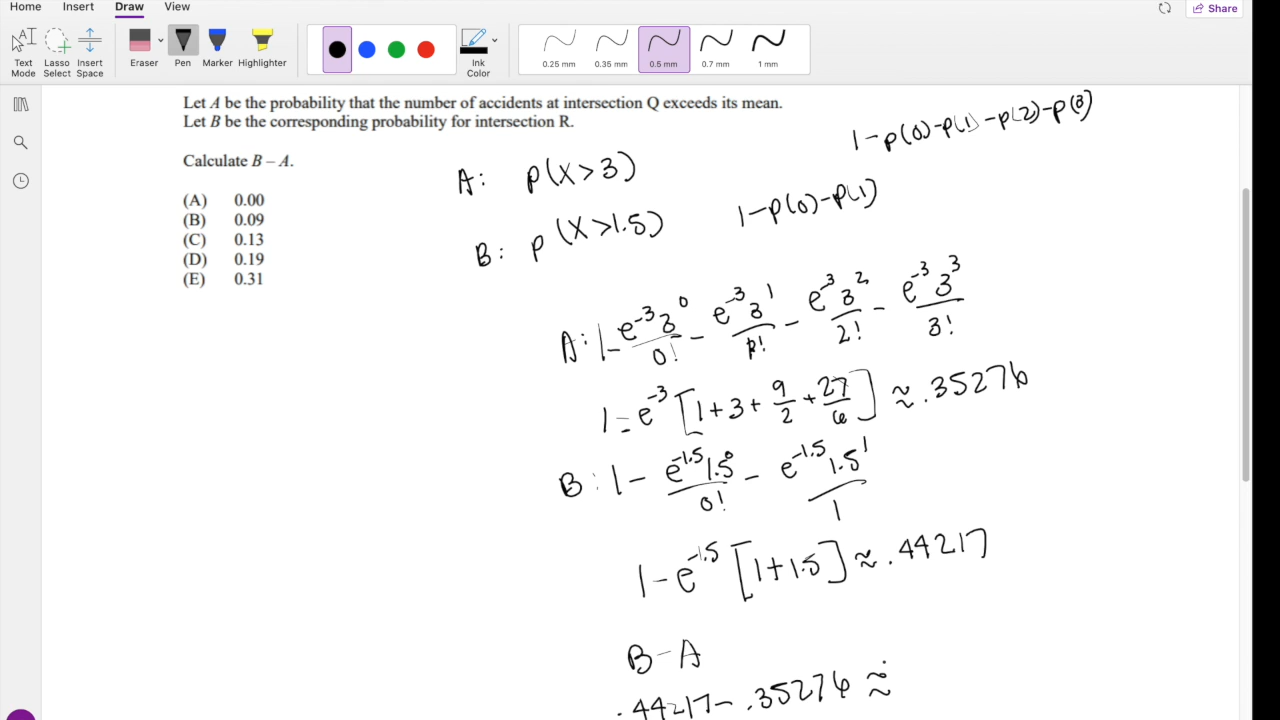 Home Insert Draw View
Share
Text Mode
Lasso Select
Insert Space
Eraser
Pen
Marker
Highlighter
Ink Color
0.25 mm
0.35 mm
0.5 mm
0.7 mm
1 mm
Let A be the probability that the number of accidents at intersection Q exceeds its mean.
Let B be the corresponding probability for intersection R.
1-p(0)-p(1)-p(2)-p(3)
Calculate B – A.
A: p(X>3)
(A) 0.00
(B) 0.09
(C) 0.13
(D) 0.19
(E) 0.31
1-p(0)-p(1)
B: p(X>1.5)
A: 1-e^-3 3^0/0! - e^-3 3^1/1! - e^-3 3^2/2! - e^-3 3^3/3!
1-e^-3 [1+3+9/2+27/6] ≈ .35276
B: 1 - e^-1.5 1.5^0/0! - e^-1.5 1.5^1/1
1-e^-1.5 [1+1.5] ≈ .44217
B-A
.44217-.35276 ≈